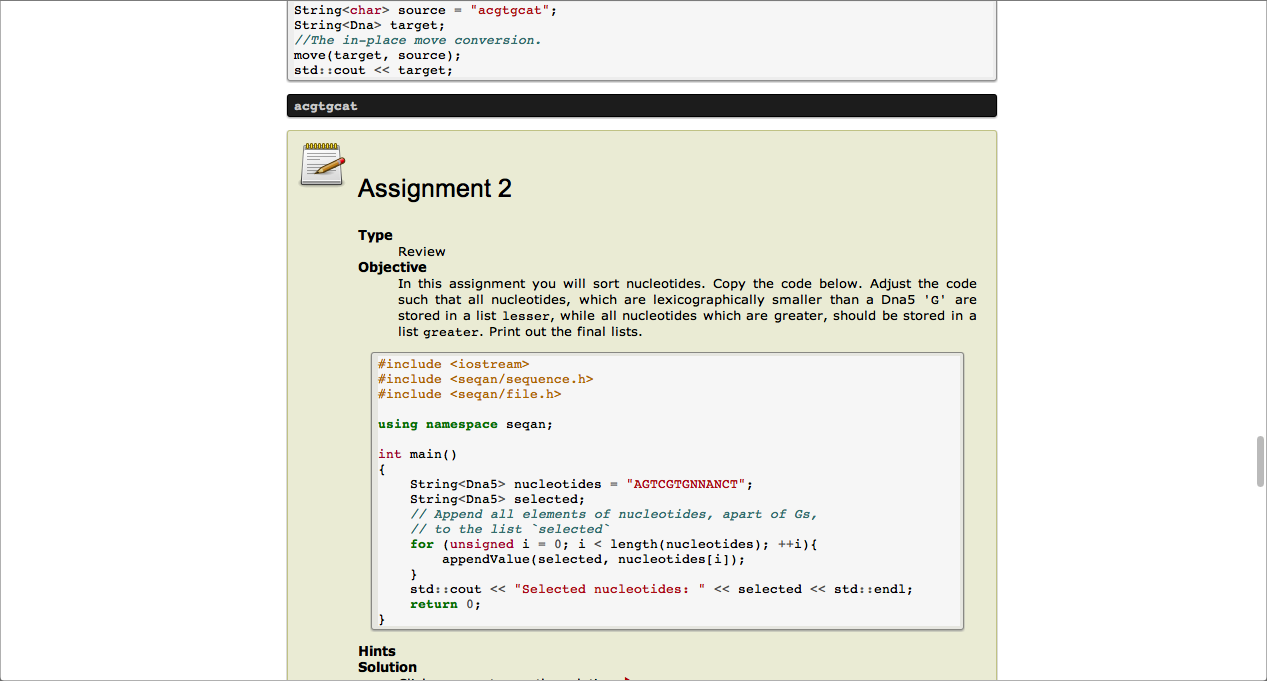 String<char> source = "acgtgcat";
String<Dna> target;
//The in-place move conversion.
move(target, source);
std::cout << target;
acgtgcat
Assignment 2
Type
Review
Objective
In this assignment you will sort nucleotides. Copy the code below. Adjust the code
such that all nucleotides, which are lexicographically smaller than a Dna5 'G' are
stored in a list lesser, while all nucleotides which are greater, should be stored in a
list greater. Print out the final lists.
#include <iostream>
#include <seqan/sequence.h>
#include <seqan/file.h>
using namespace seqan;
int main()
{
String<Dna5> nucleotides = "AGTCGTGNNANCT";
String<Dna5> selected;
// Append all elements of nucleotides, apart of Gs,
// to the list `selected`
for (unsigned i = 0; i < length(nucleotides); ++i){
appendValue(selected, nucleotides[i]);
}
std::cout << "Selected nucleotides: " << selected << std::endl;
return 0;
}
Hints
Solution